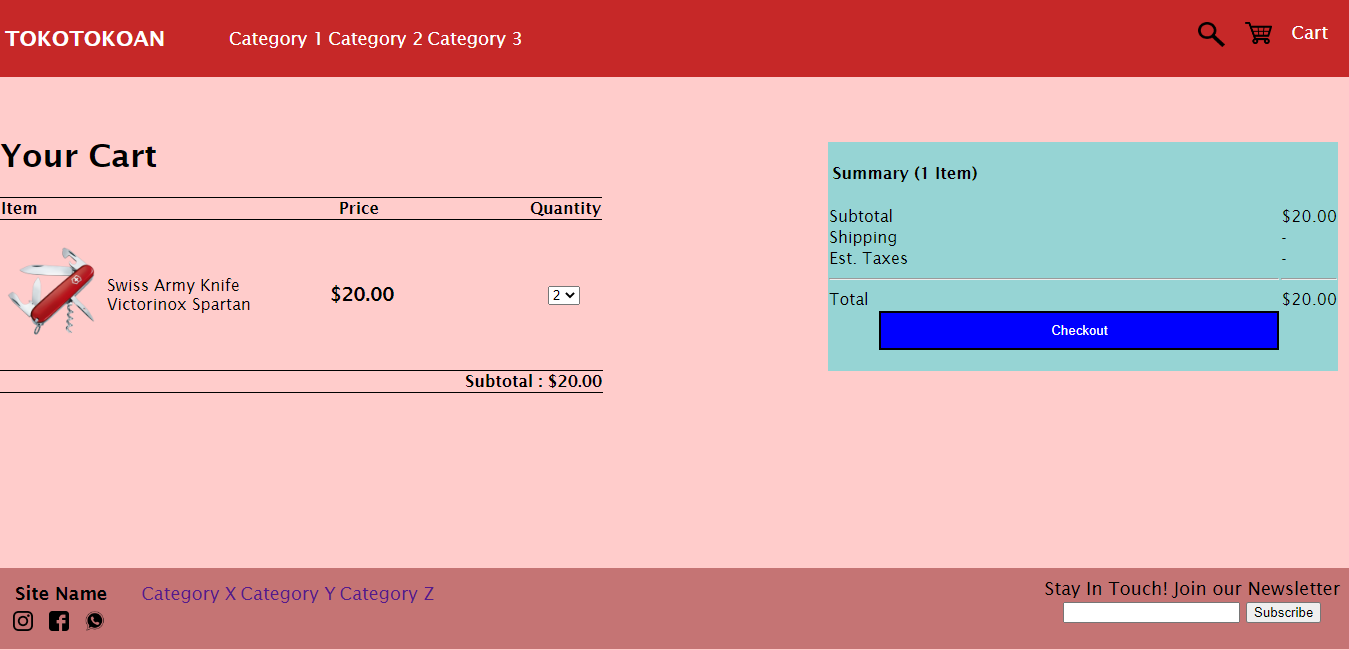 TOKOTOKOAN
Category 1 Category 2 Category 3
Cart
Your Cart
Item Price Quantity
Swiss Army Knife
Victorinox Spartan
$20.00
2
Subtotal : $20.00
Summary (1 Item)
Subtotal $20.00
Shipping -
Est. Taxes -
Total $20.00
Checkout
Site Name
Category X Category Y Category Z
Stay In Touch! Join our Newsletter
Subscribe